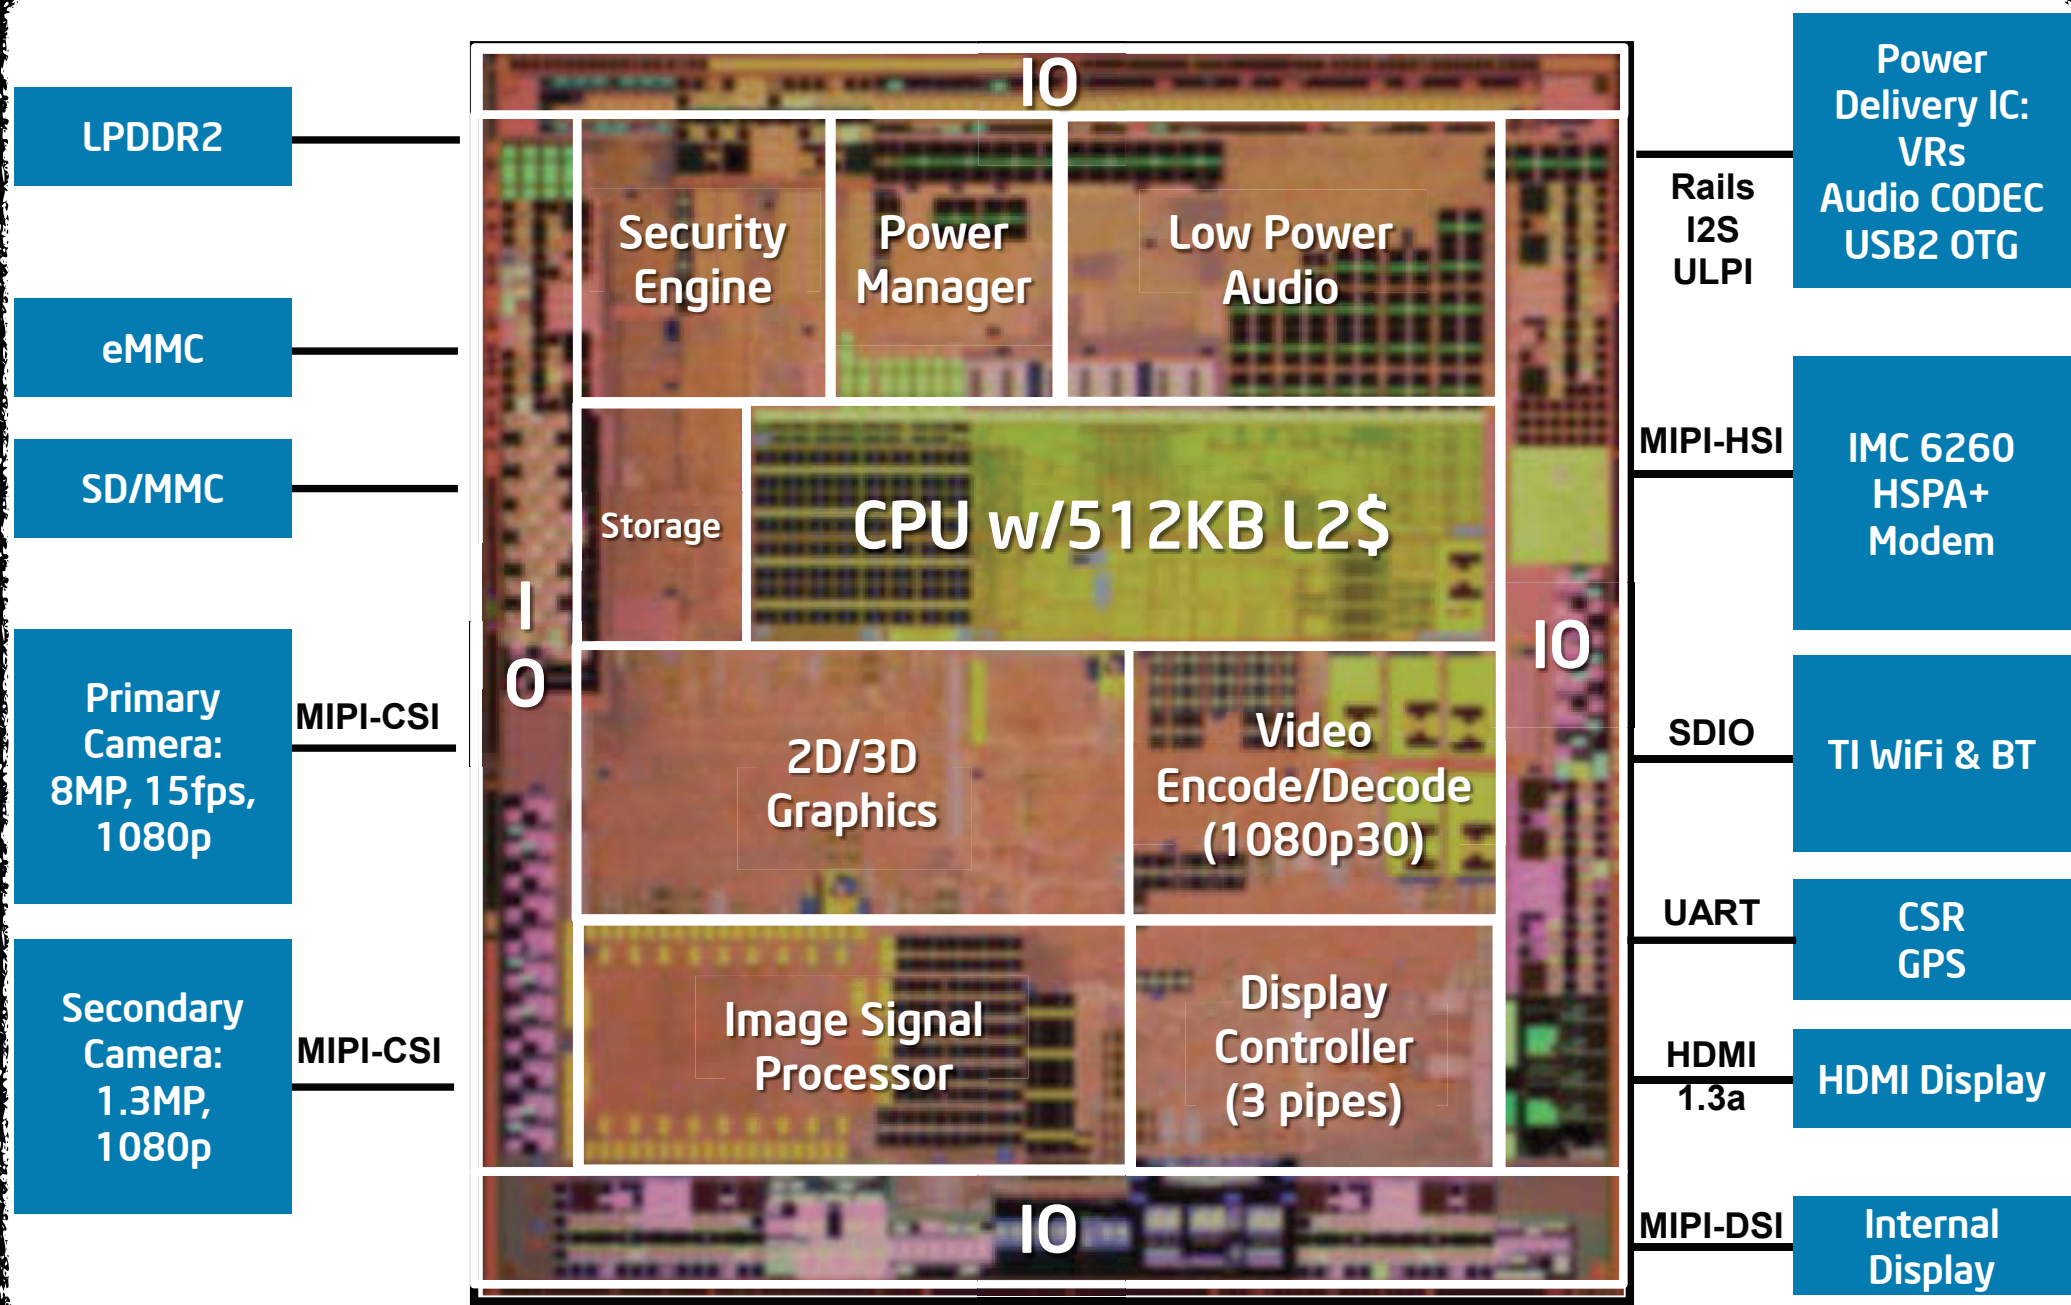 LPDDR2
eMMC
SD/MMC
Primary
Camera:
8MP, 15fps,
1080p
MIPI-CSI
Secondary
Camera:
1.3MP,
1080p
MIPI-CSI
IO
Security
Engine
Power
Manager
Low Power
Audio
Storage
CPU w/512KB L2$
I
O
IO
2D/3D
Graphics
Video
Encode/Decode
(1080p30)
Image Signal
Processor
Display
Controller
(3 pipes)
IO
Rails
I2S
ULPI
Power
Delivery IC:
VRs
Audio CODEC
USB2 OTG
MIPI-HSI
IMC 6260
HSPA+
Modem
SDIO
TI WiFi & BT
UART
CSR
GPS
HDMI
1.3a
HDMI Display
MIPI-DSI
Internal
Display